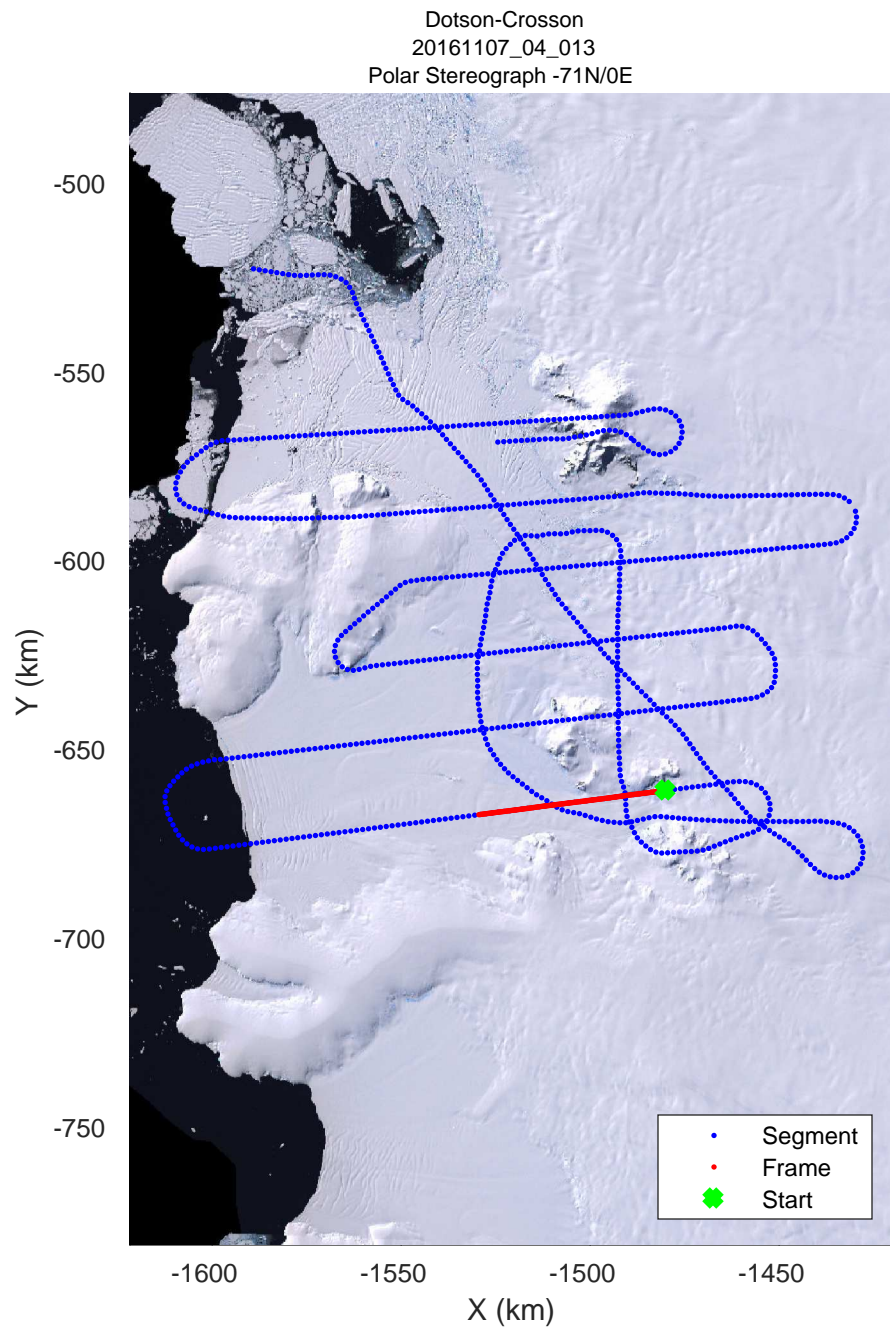 Dotson-Crosson
20161107_04_013
Polar Stereograph -71N/0E
-500
-550
-600
-650
-700
-750
Y (km)
Segment
Frame
Start
-1600
-1550
-1500
-1450
X (km)